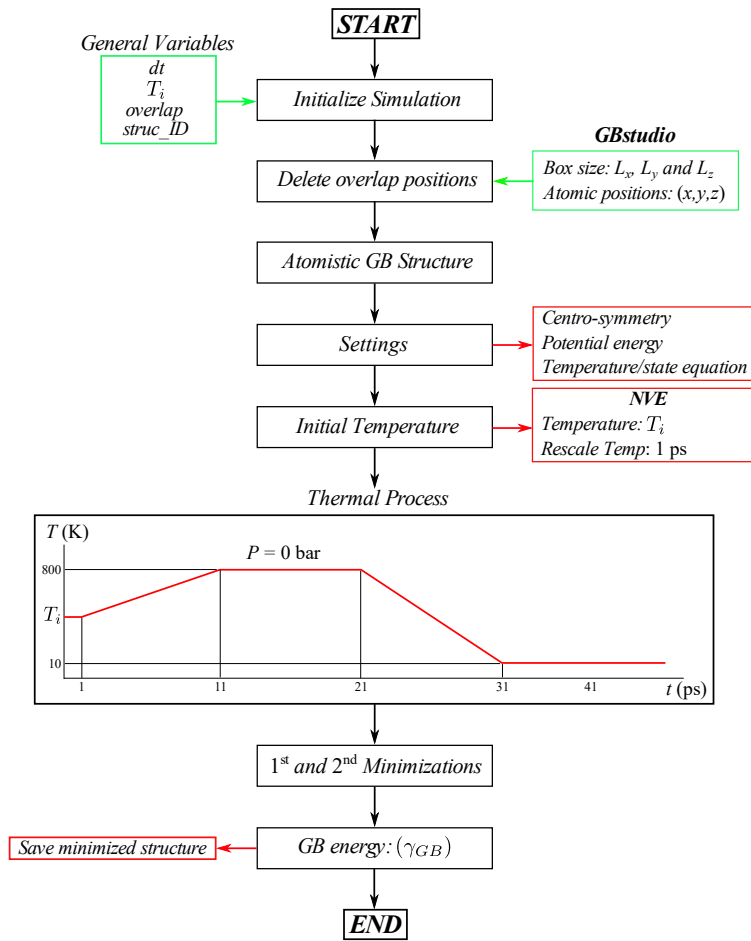 START
General Variables
dt
T_i
overlap
struc_ID
Initialize Simulation
GBstudio
Box size: L_x, L_y and L_z
Atomic positions: (x,y,z)
Delete overlap positions
Atomistic GB Structure
Settings
Centro-symmetry
Potential energy
Temperature/state equation
Initial Temperature
NVE
Temperature: T_i
Rescale Temp: 1 ps
Thermal Process
T (K)
P = 0 bar
800
T_i
10
1 11 21 31 41
t (ps)
1st and 2nd Minimizations
GB energy: (γ_GB)
Save minimized structure
END